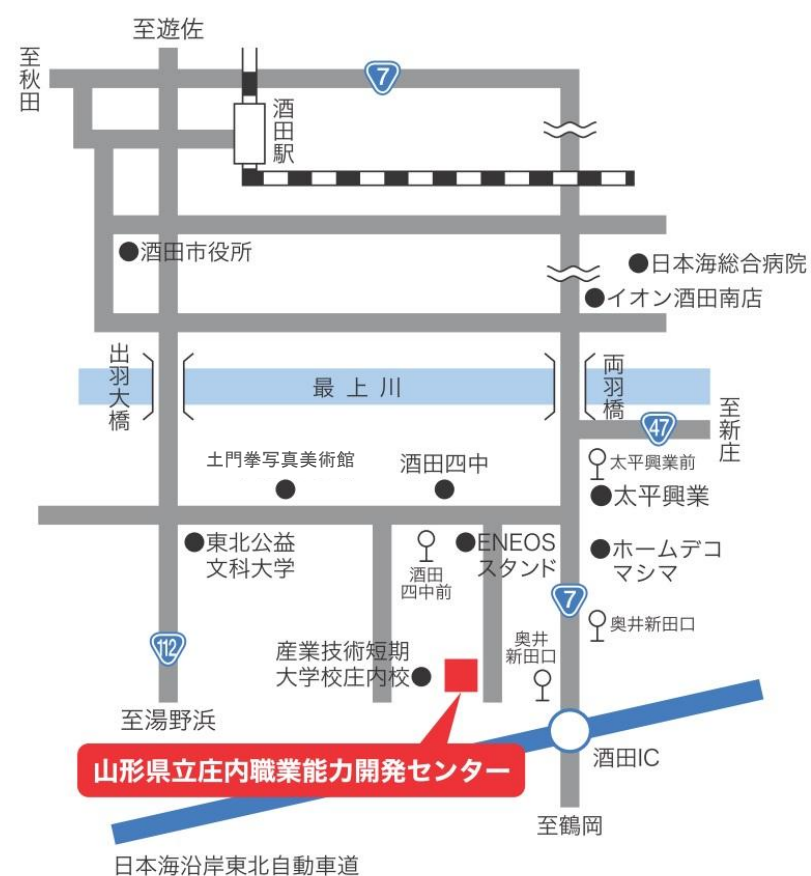 至遊佐
至秋田
7
酒田駅
酒田市役所
日本海総合病院
イオン酒田南店
出羽大橋
最上川
両羽橋
47
至新庄
土門拳写真美術館
酒田四中
太平興業前
太平興業
東北公益
文科大学
酒田
四中前
ENEOS
スタンド
ホームデコ
マシマ
7
奥井新田口
112
産業技術短期
大学校庄内校
奥井
新田口
至湯野浜
山形県立庄内職業能力開発センター
酒田IC
至鶴岡
日本海沿岸東北自動車道